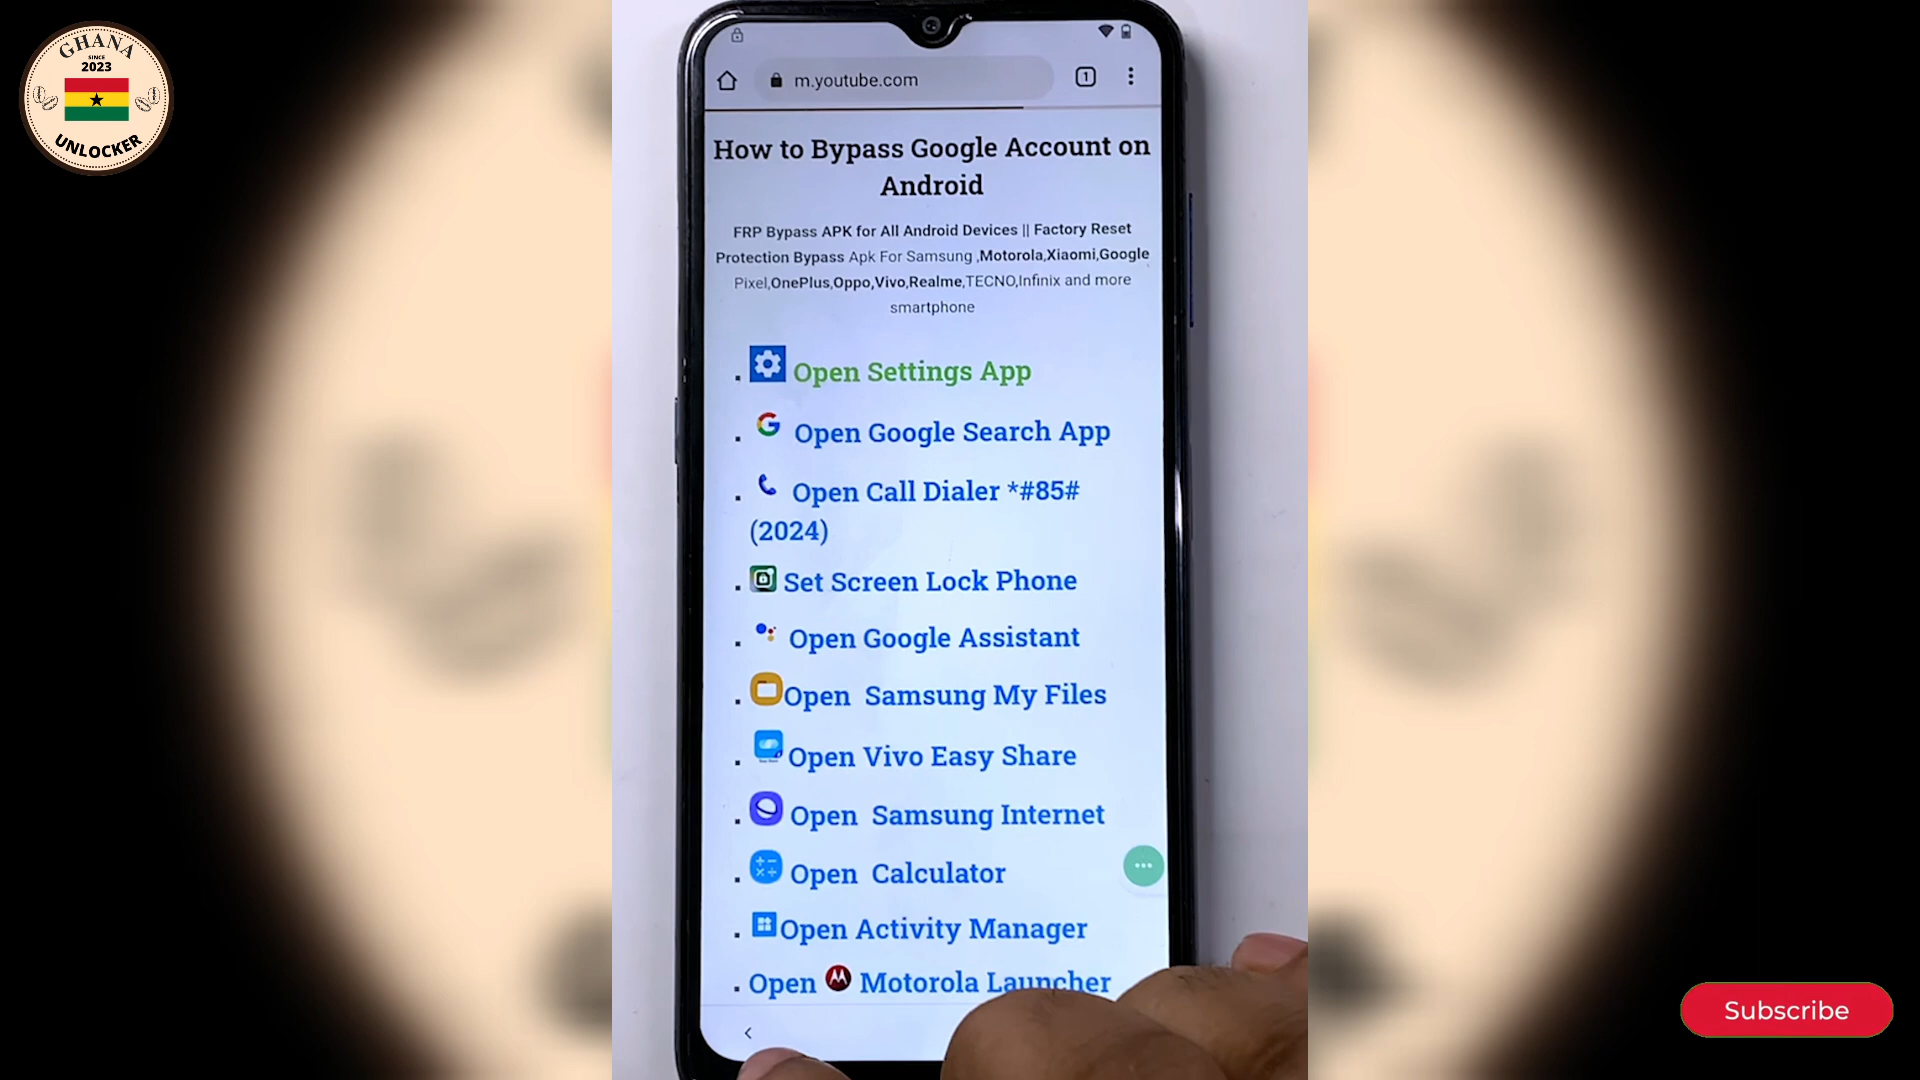 GHANA
SINCE
2023
UNLOCKER
1
m.youtube.com
How to Bypass Google Account on
Android
FRP Bypass APK for All Android Devices || Factory Reset
Protection Bypass Apk For Samsung ,Motorola,Xiaomi,Google
Pixel,OnePlus,Oppo,Vivo,Realme,TECNO,Infinix and more
smartphone
Open Settings App
Open Google Search App
Open Call Dialer *#85#
(2024)
Set Screen Lock Phone
Open Google Assistant
Open Samsung My Files
Open Vivo Easy Share
Open Samsung Internet
Open Calculator
Open Activity Manager
Open Motorola Launcher
Subscribe